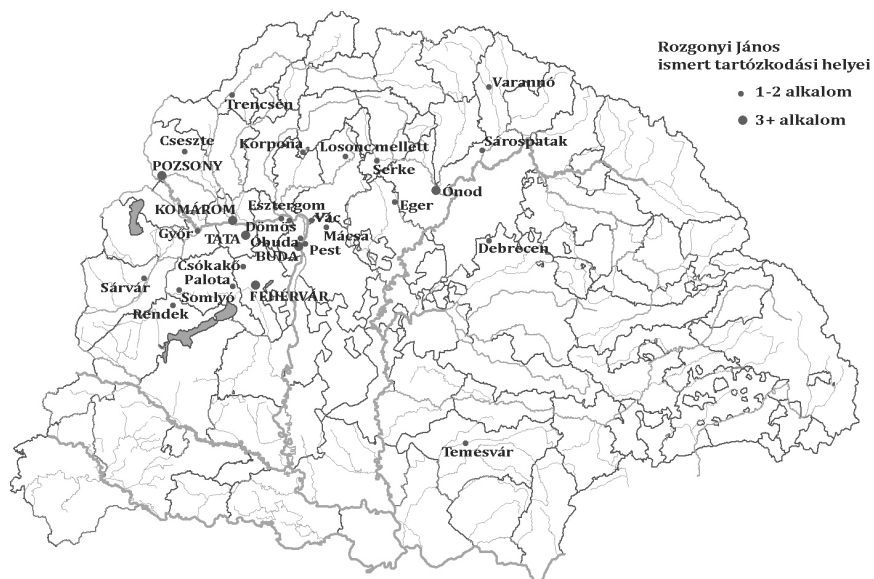 Rozgonyi János
ismert tartózkodási helyei
1-2 alkalom
3+ alkalom
Varannó
Trencsén
Cseszte
Korpona
Losonc mellett
Sárospatak
POZSONY
Serke
Ónod
Eger
KOMÁROM
Esztergom
Vác
Dömös
Győr
TATA
Óbuda
Mácsa
Pest
BUDA
Debrecen
Csókakő
Sárvár
Palota
Somlyó
FEHÉRVÁR
Rendek
Temesvár